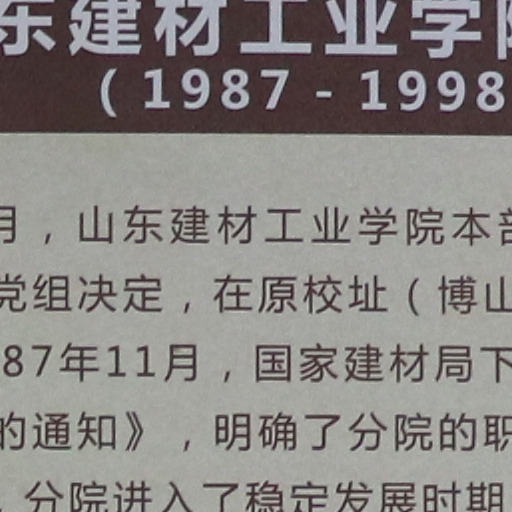 东建材工业学院
(1987-1998
月，山东建材工业学院本部
党组决定，在原校址（博山
87年11月，国家建材局下
的通知》，明确了分院的职
，分院进入了稳定发展时期